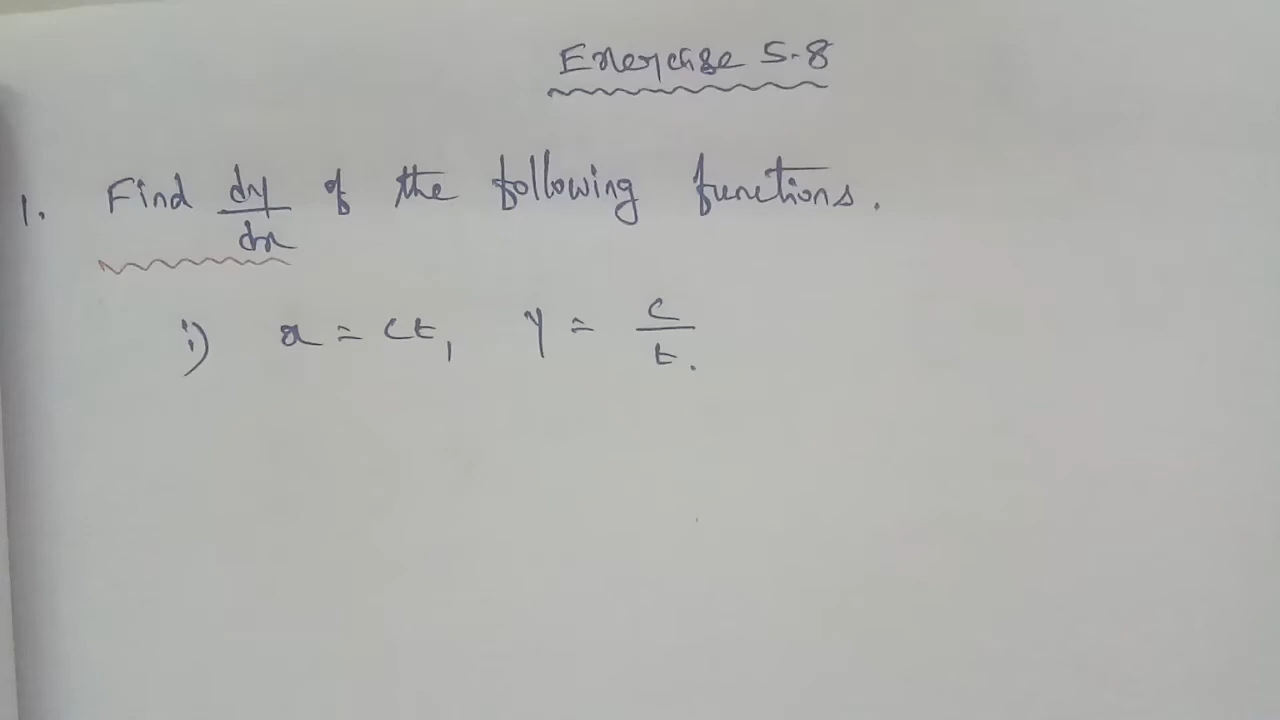 Exercise 5.8
1. Find dy/dx of the following functions.
i) x = ct, y = c/t.